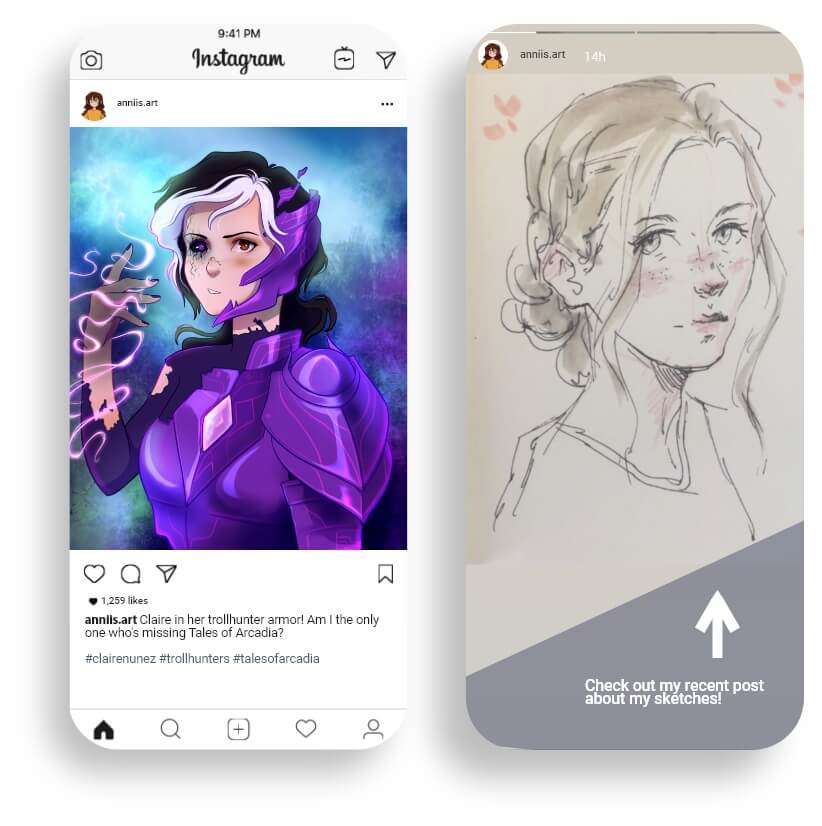 9:41 PM
Instagram
anniis.art
1,259 likes
anniis.art Claire in her trollhunter armor! Am I the only
one who's missing Tales of Arcadia?
#clairenunez #trollhunters #talesofarcadia
anniis.art 14h
Check out my recent post
about my sketches!